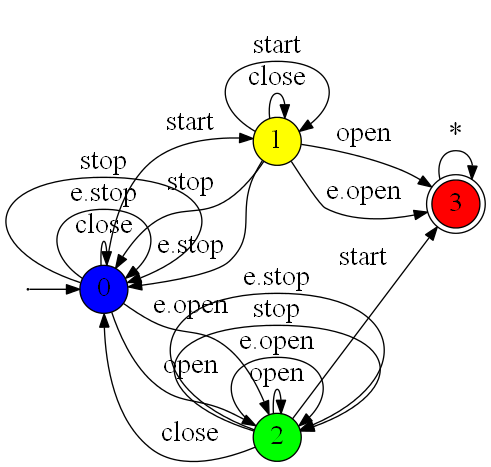 start
close
1
open
*
start
stop
e.open
3
stop
e.stop
close
e.stop
0
start
e.stop
e.open
stop
e.open
open
open
2
close